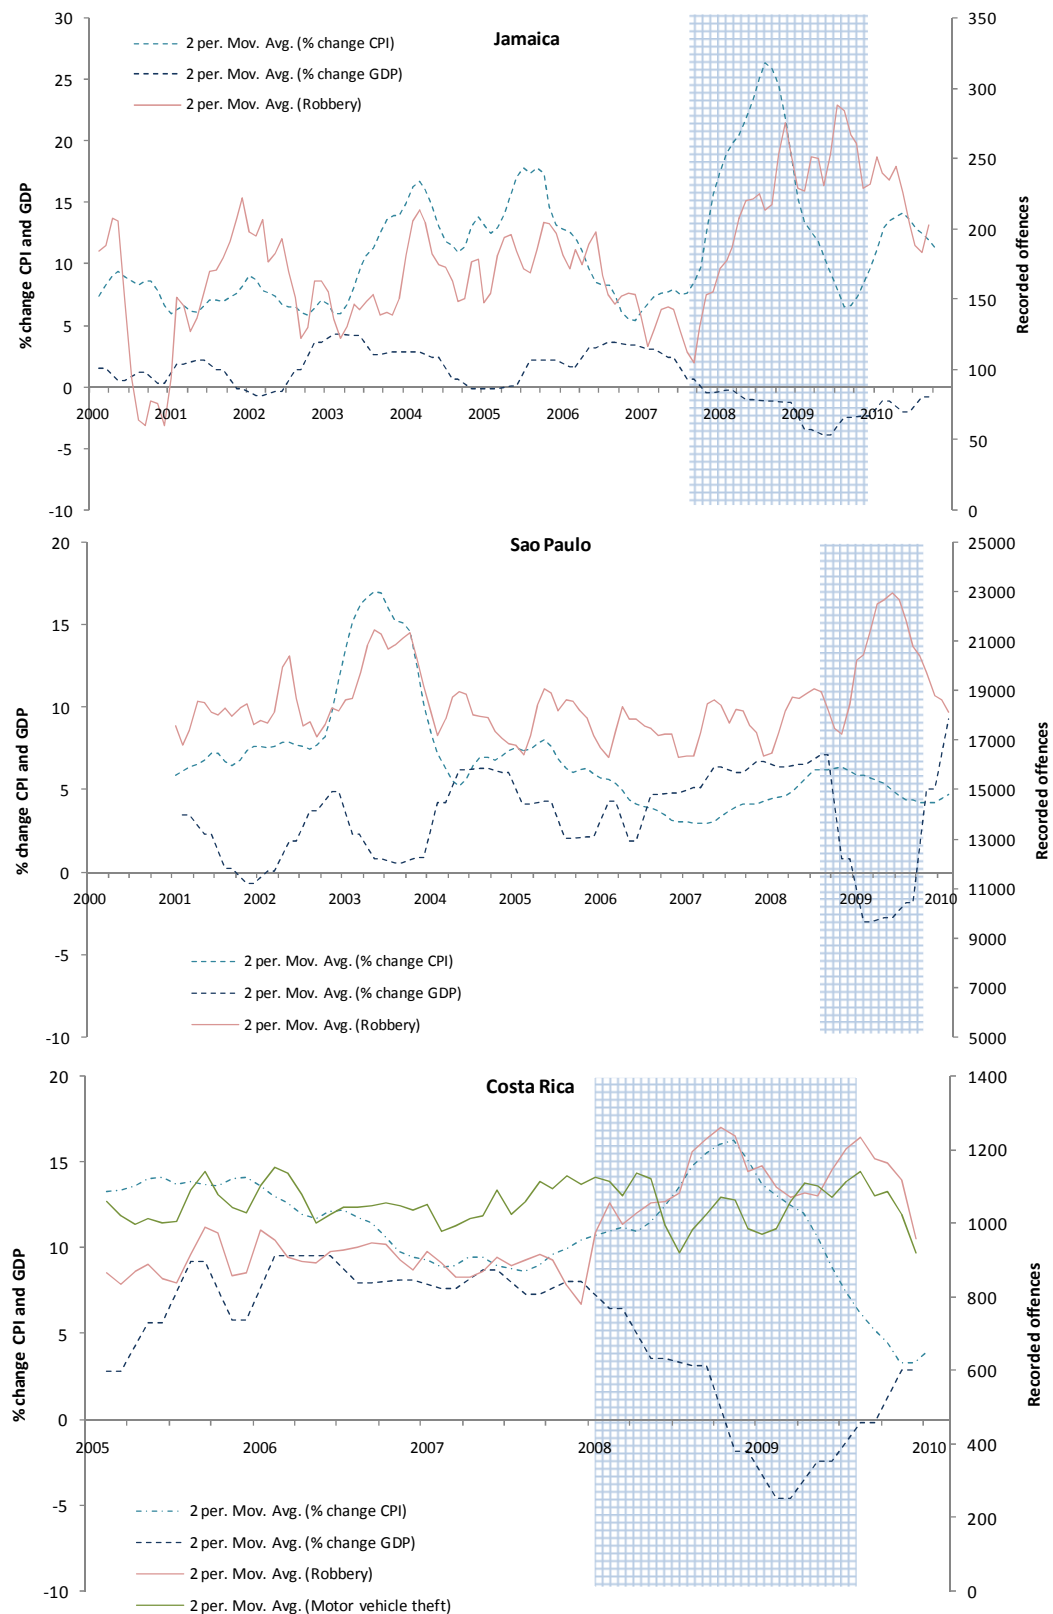 Jamaica
2 per. Mov. Avg. (% change CPI)
2 per. Mov. Avg. (% change GDP)
2 per. Mov. Avg. (Robbery)
% change CPI and GDP
30
25
20
15
10
5
0
-5
-10
2000 2001 2002 2003 2004 2005 2006 2007 2008 2009 2010
350
300
250
200
150
100
50
0
Recorded offences
Sao Paulo
% change CPI and GDP
20
15
10
5
0
-5
-10
2000 2001 2002 2003 2004 2005 2006 2007 2008 2009 2010
25000
23000
21000
19000
17000
15000
13000
11000
9000
7000
5000
Recorded offences
2 per. Mov. Avg. (% change CPI)
2 per. Mov. Avg. (% change GDP)
2 per. Mov. Avg. (Robbery)
Costa Rica
% change CPI and GDP
20
15
10
5
0
-5
-10
2005 2006 2007 2008 2009 2010
1400
1200
1000
800
600
400
200
0
Recorded offences
2 per. Mov. Avg. (% change CPI)
2 per. Mov. Avg. (% change GDP)
2 per. Mov. Avg. (Robbery)
2 per. Mov. Avg. (Motor vehicle theft)